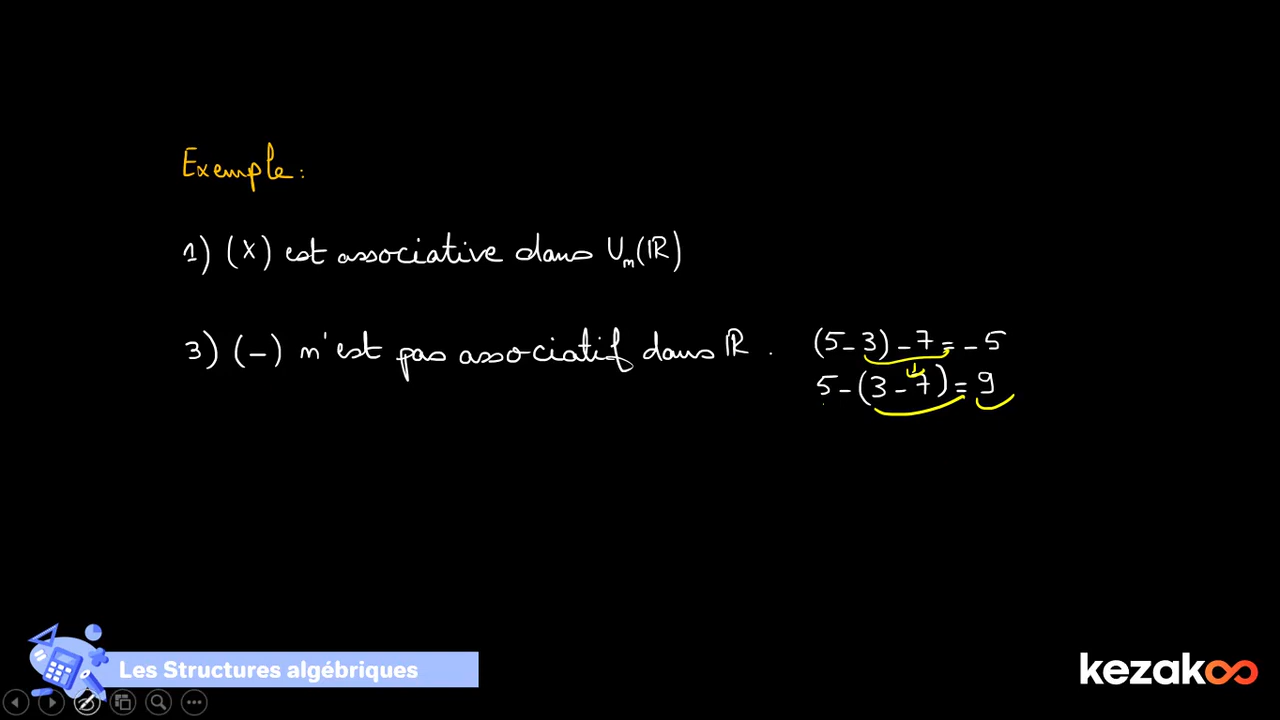 Exemple:
1) (X) est associative dans Um(ℝ)
3) (-) n'est pas associatif dans ℝ. (5-3)-7=-5
5-(3-7)=9
Les Structures algébriques
kezakoo